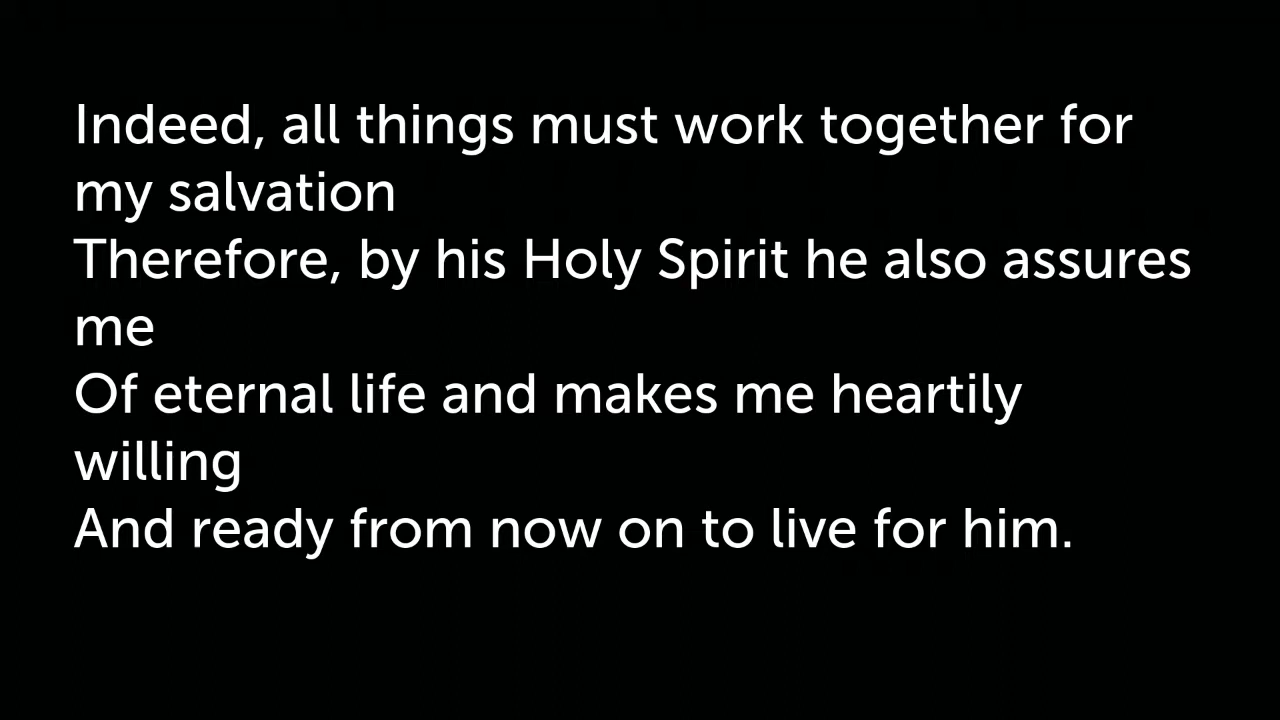 Indeed, all things must work together for
my salvation
Therefore, by his Holy Spirit he also assures
me
Of eternal life and makes me heartily
willing
And ready from now on to live for him.